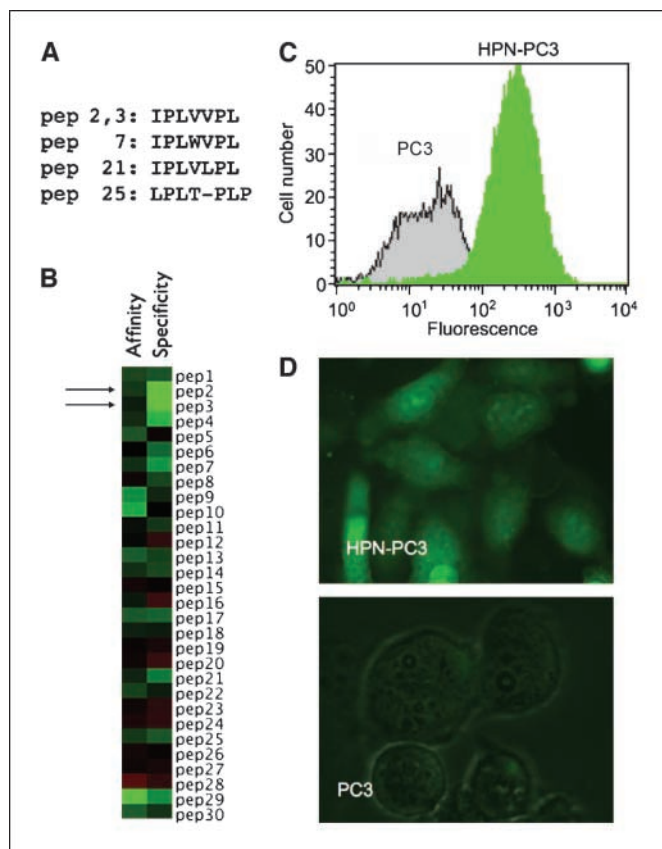 A
pep 2,3: IPLVVPL
pep 7: IPLWVPL
pep 21: IPLVLPL
pep 25: LPLT-PLP
B
Affinity
Specificity
pep1
pep2
pep3
pep4
pep5
pep6
pep7
pep8
pep9
pep10
pep11
pep12
pep13
pep14
pep15
pep16
pep17
pep18
pep19
pep20
pep21
pep22
pep23
pep24
pep25
pep26
pep27
pep28
pep29
pep30
C
HPN-PC3
PC3
Cell number
50
40
30
20
10
0
10⁰
10¹
10²
10³
10⁴
Fluorescence
D
HPN-PC3
PC3